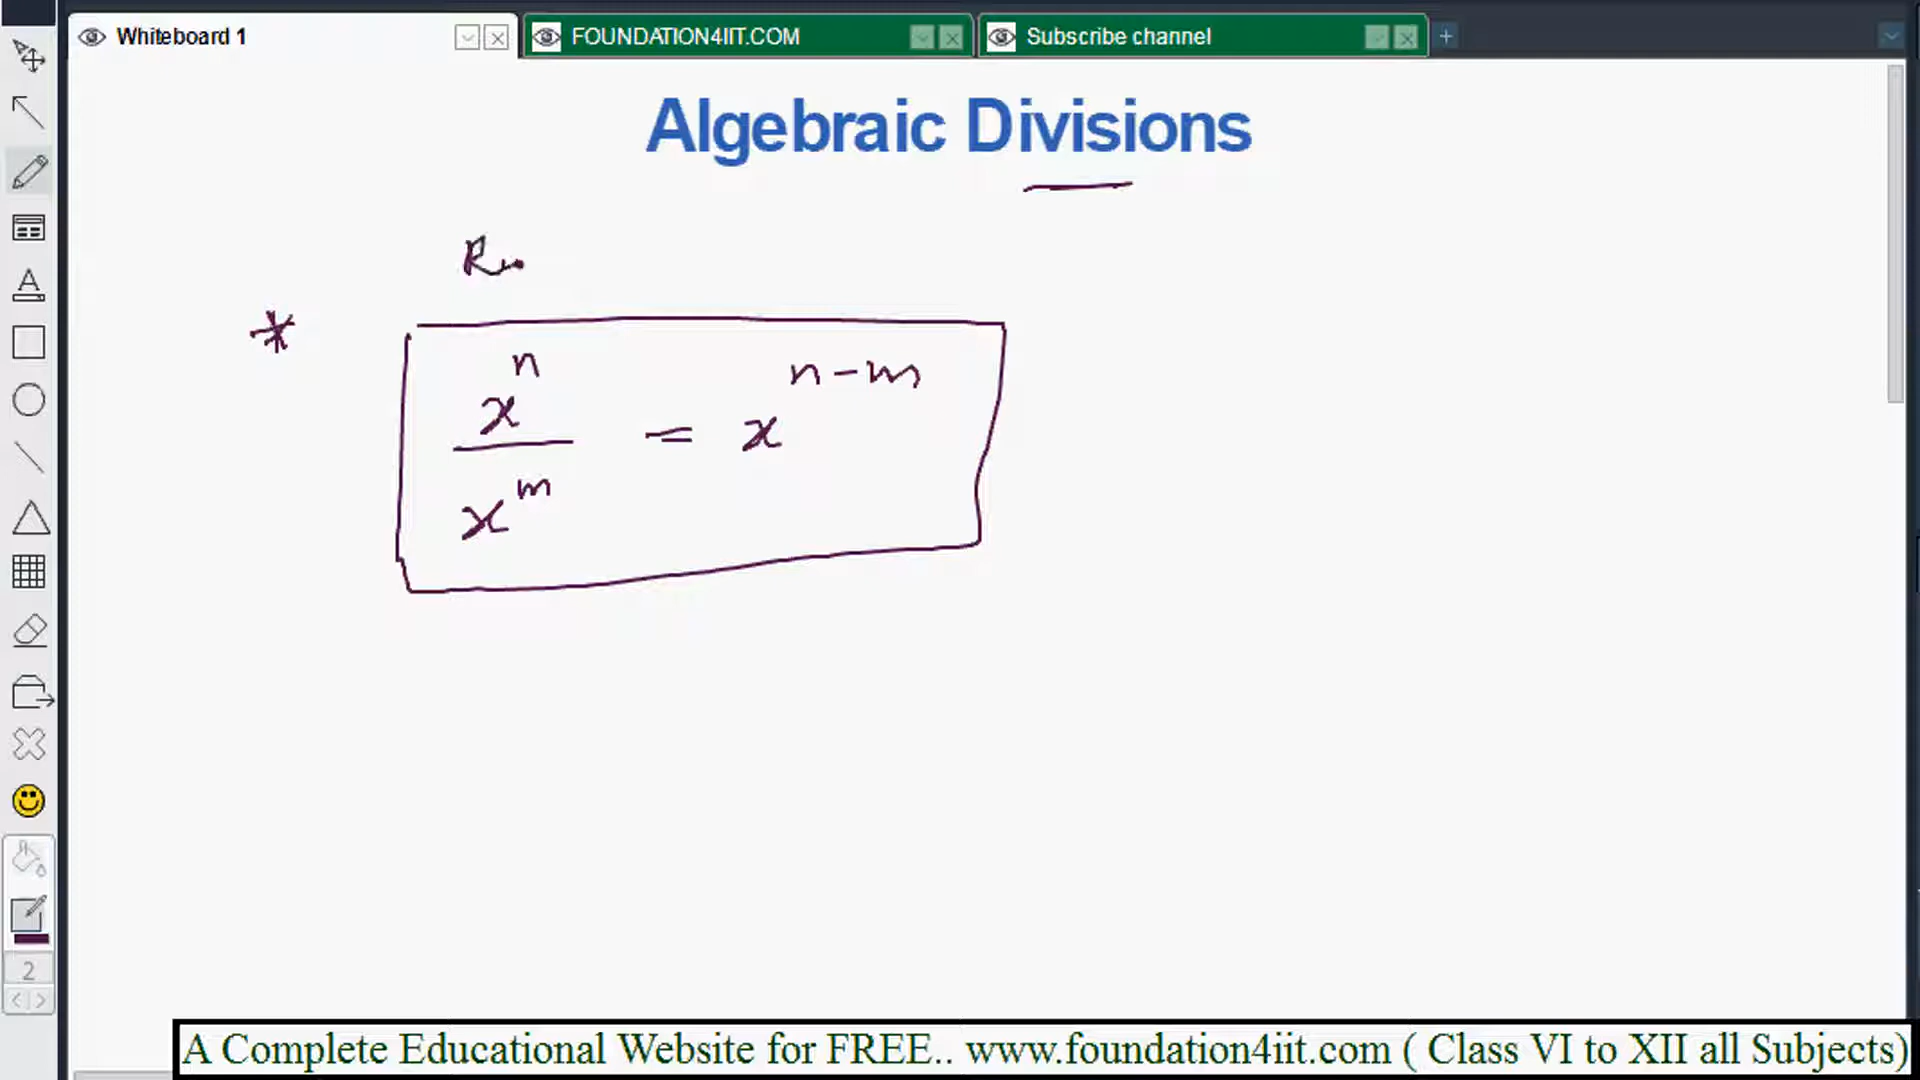 Whiteboard 1 FOUNDATION4IIT.COM Subscribe channel
Algebraic Divisions
*
x^n / x^m = x^(n-m)
2
A Complete Educational Website for FREE.. www.foundation4iit.com ( Class VI to XII all Subjects)